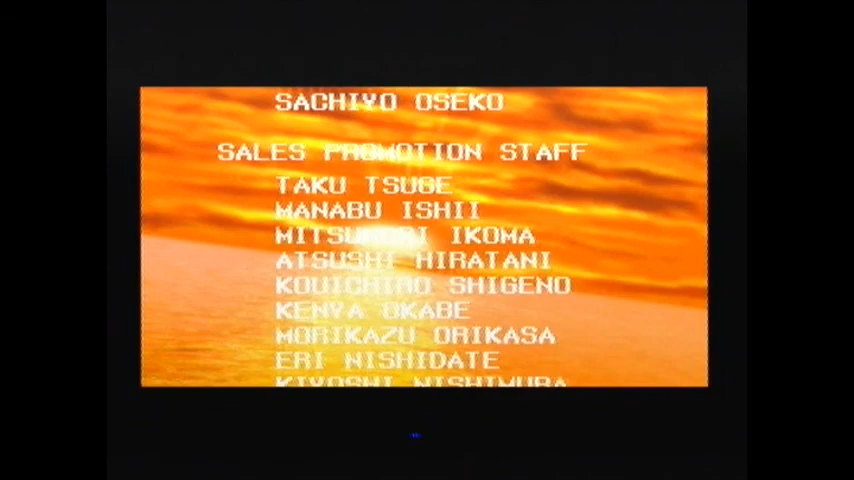 SACHIYO OSEKO
SALES PROMOTION STAFF
TAKU TSUGE
MANABU ISHII
MITSUNORI IKOMA
ATSUSHI HIRATANI
KOUICHIRO SHIGENO
KENYA OKABE
MORIKAZU ORIKASA
ERI NISHIDATE
KIYOSHI NISHIMURA